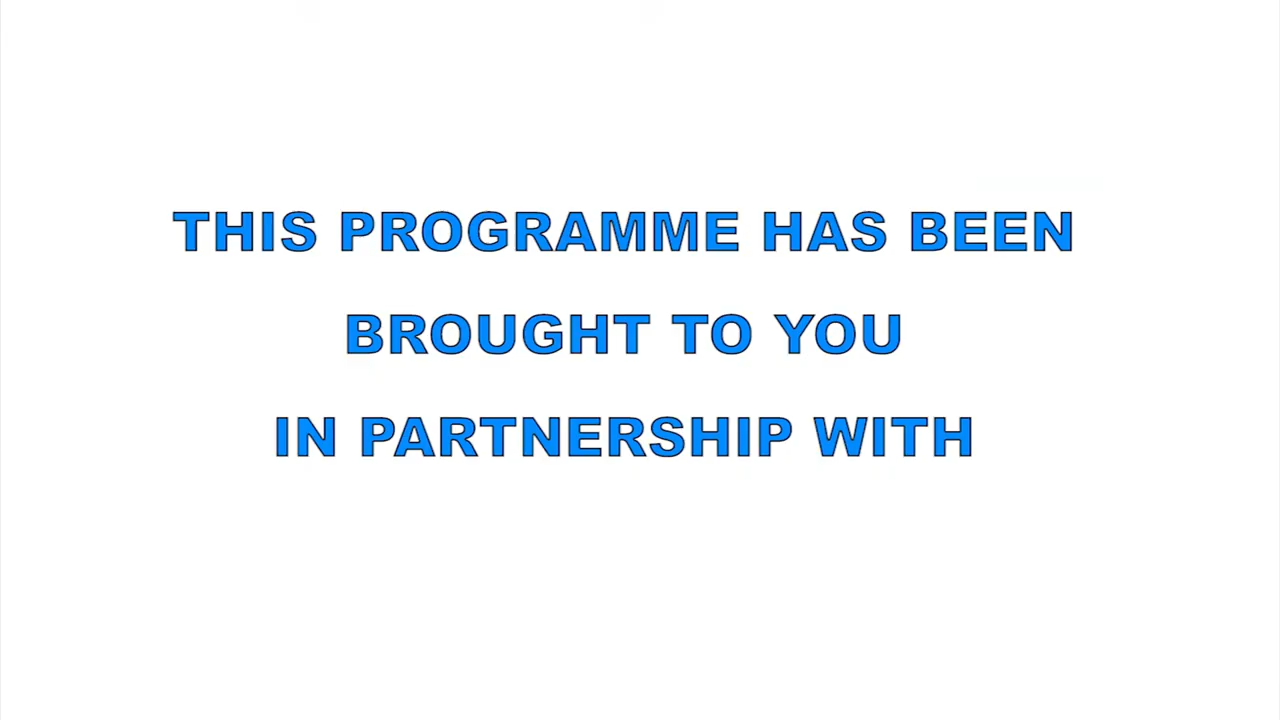 THIS PROGRAMME HAS BEEN
BROUGHT TO YOU
IN PARTNERSHIP WITH